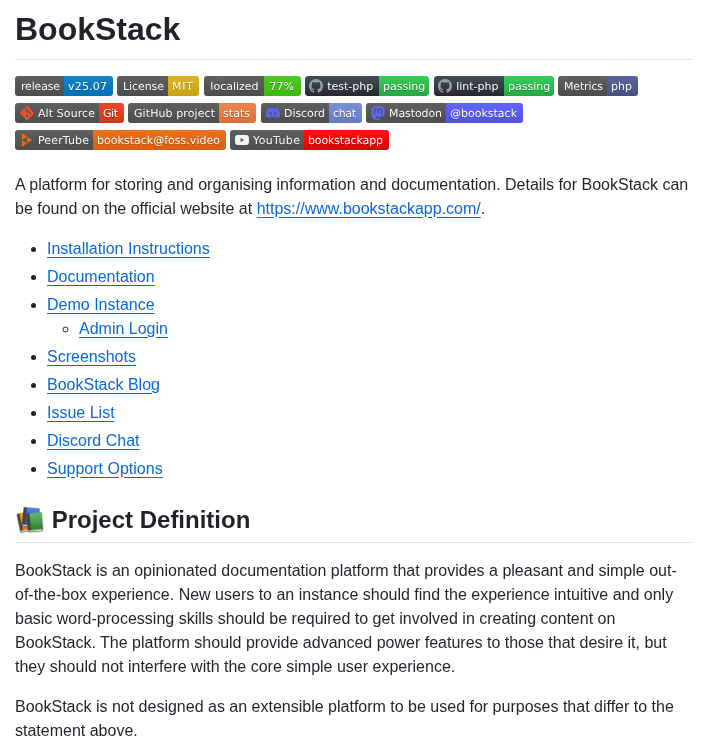 BookStack
release v25.07 License MIT localized 77% test-php passing lint-php passing Metrics php
Alt Source Git GitHub project stats Discord chat Mastodon @bookstack
PeerTube bookstack@foss.video YouTube bookstackapp
A platform for storing and organising information and documentation. Details for BookStack can
be found on the official website at https://www.bookstackapp.com/.
Installation Instructions
Documentation
Demo Instance
Admin Login
Screenshots
BookStack Blog
Issue List
Discord Chat
Support Options
Project Definition
BookStack is an opinionated documentation platform that provides a pleasant and simple out-
of-the-box experience. New users to an instance should find the experience intuitive and only
basic word-processing skills should be required to get involved in creating content on
BookStack. The platform should provide advanced power features to those that desire it, but
they should not interfere with the core simple user experience.
BookStack is not designed as an extensible platform to be used for purposes that differ to the
statement above.